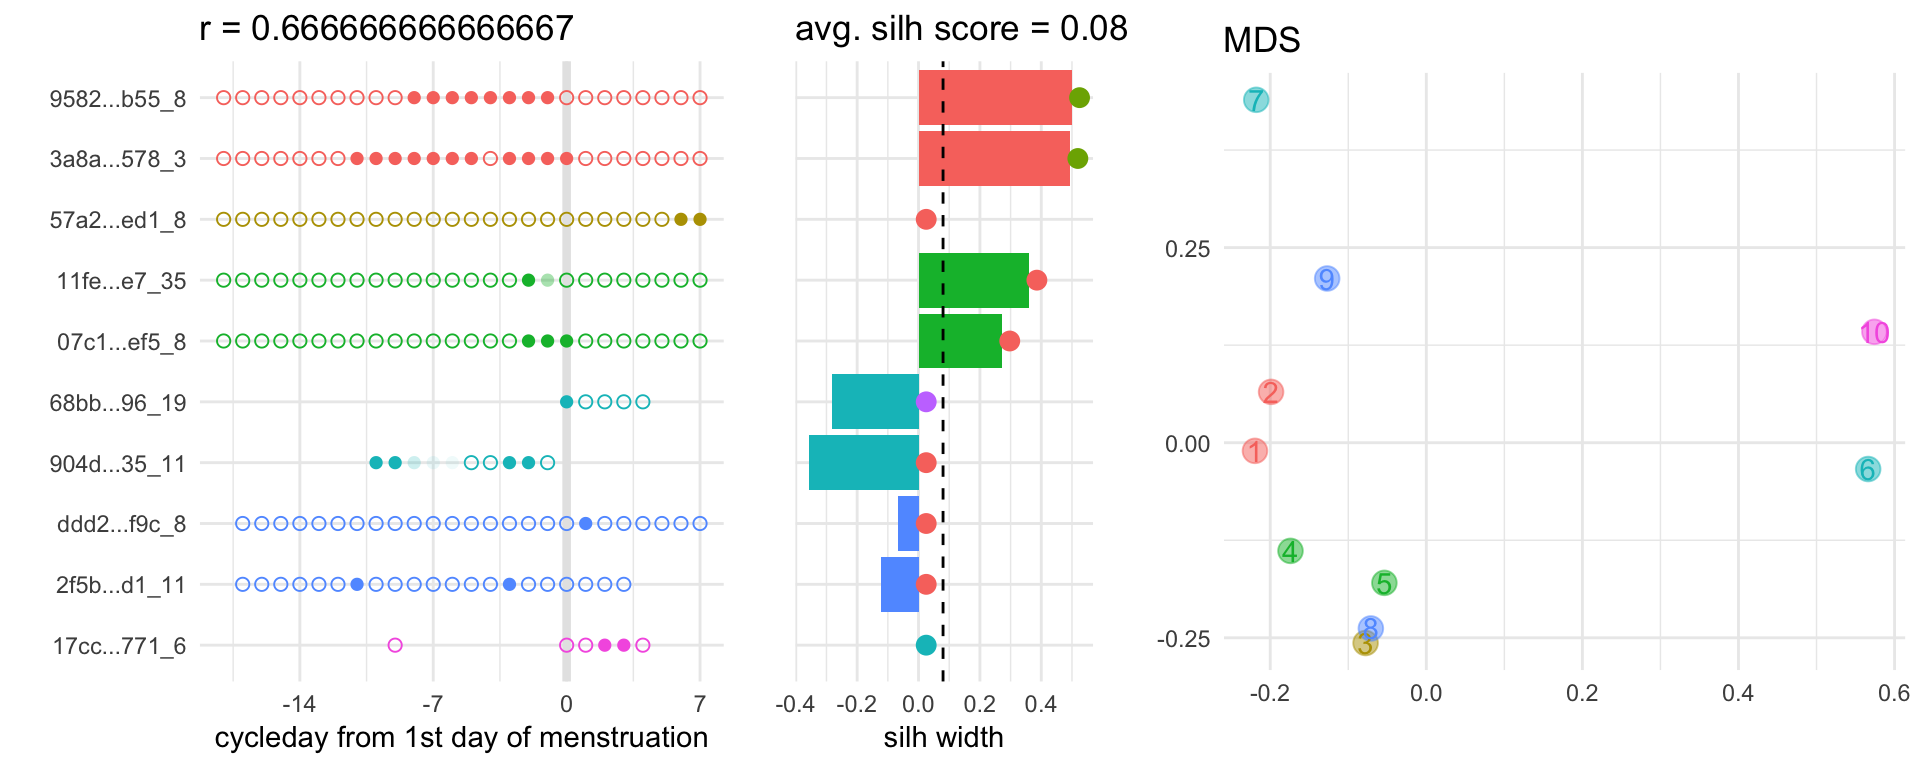 r = 0.666666666666667
9582...b55_8
3a8a...578_3
57a2...ed1_8
11fe...e7_35
07c1...ef5_8
68bb...96_19
904d...35_11
ddd2...f9c_8
2f5b...d1_11
17cc...771_6
-14 -7 0 7
cycleday from 1st day of menstruation
avg. silh score = 0.08
-0.4 -0.2 0.0 0.2 0.4
silh width
MDS
7
0.25
9
10
2
0.00
1
6
4
5
8
-0.25
3
-0.2 0.0 0.2 0.4 0.6